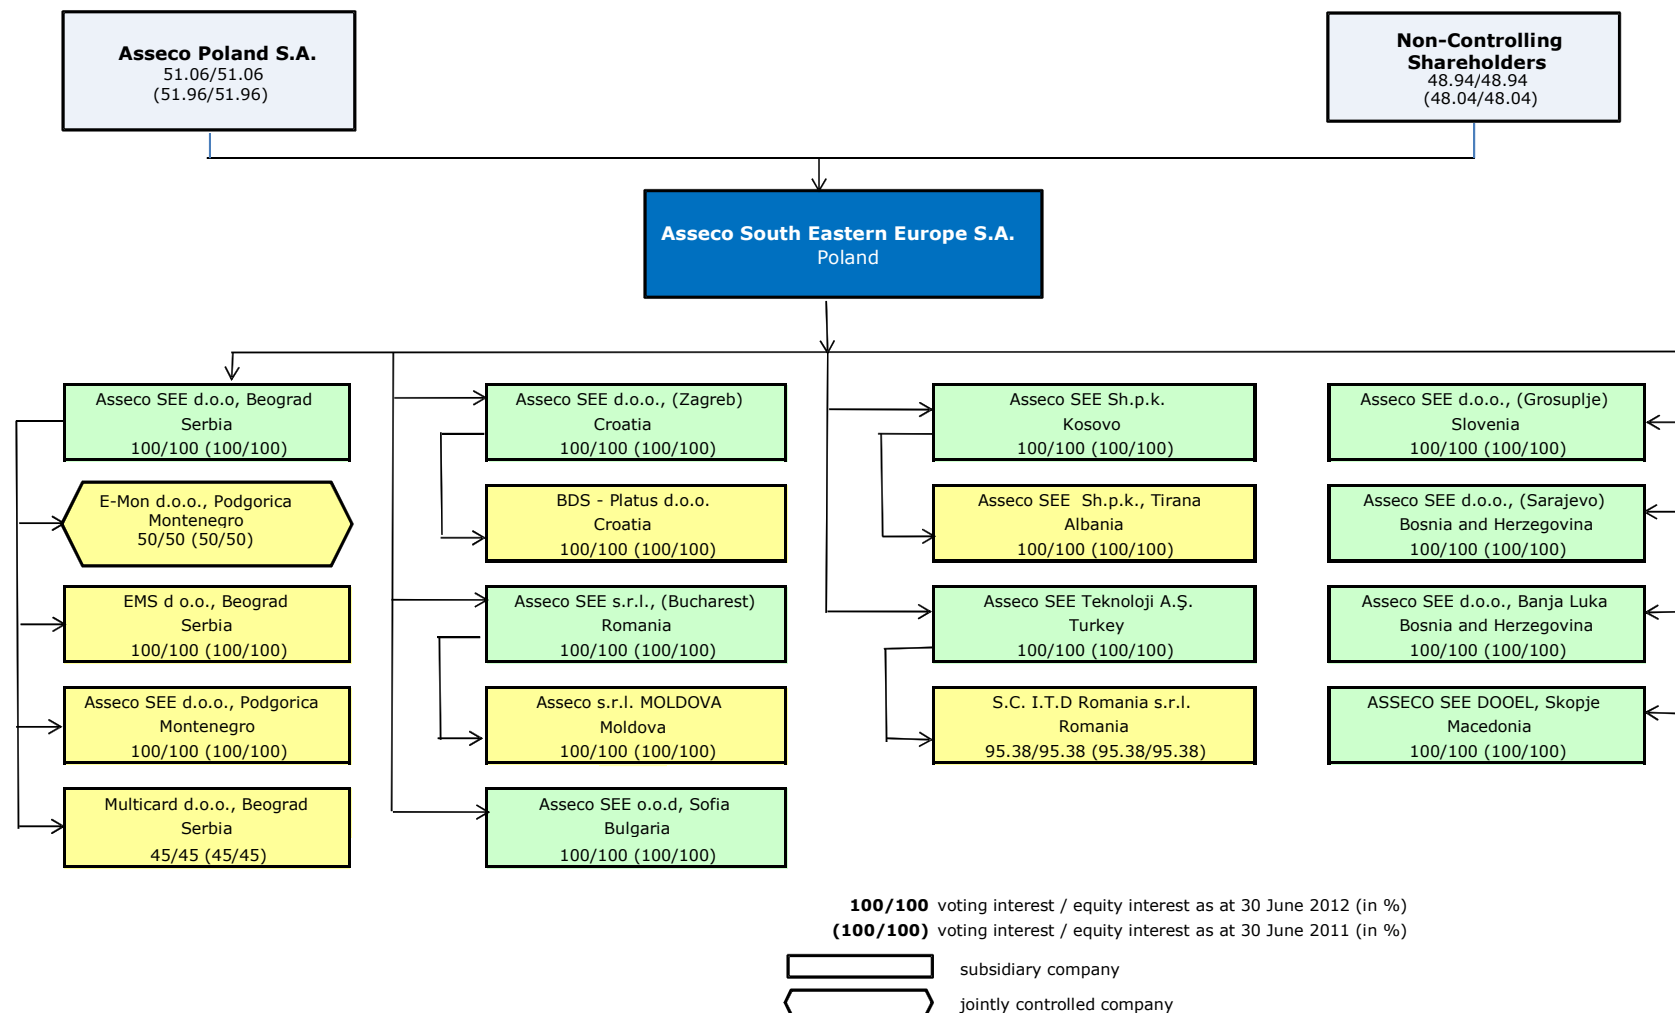 Asseco Poland S.A.
51.06/51.06
(51.96/51.96)
Non-Controlling
Shareholders
48.94/48.94
(48.04/48.04)
Asseco South Eastern Europe S.A.
Poland
Asseco SEE d.o.o, Beograd
Serbia
100/100 (100/100)
E-Mon d.o.o., Podgorica
Montenegro
50/50 (50/50)
EMS d o.o., Beograd
Serbia
100/100 (100/100)
Asseco SEE d.o.o., Podgorica
Montenegro
100/100 (100/100)
Multicard d.o.o., Beograd
Serbia
45/45 (45/45)
Asseco SEE d.o.o., (Zagreb)
Croatia
100/100 (100/100)
BDS - Platus d.o.o.
Croatia
100/100 (100/100)
Asseco SEE s.r.l., (Bucharest)
Romania
100/100 (100/100)
Asseco s.r.l. MOLDOVA
Moldova
100/100 (100/100)
Asseco SEE o.o.d, Sofia
Bulgaria
100/100 (100/100)
Asseco SEE Sh.p.k.
Kosovo
100/100 (100/100)
Asseco SEE  Sh.p.k., Tirana
Albania
100/100 (100/100)
Asseco SEE Teknoloji A.Ş.
Turkey
100/100 (100/100)
S.C. I.T.D Romania s.r.l.
Romania
95.38/95.38 (95.38/95.38)
Asseco SEE d.o.o., (Grosuplje)
Slovenia
100/100 (100/100)
Asseco SEE d.o.o., (Sarajevo)
Bosnia and Herzegovina
100/100 (100/100)
Asseco SEE d.o.o., Banja Luka
Bosnia and Herzegovina
100/100 (100/100)
ASSECO SEE DOOEL, Skopje
Macedonia
100/100 (100/100)
100/100 voting interest / equity interest as at 30 June 2012 (in %)
(100/100) voting interest / equity interest as at 30 June 2011 (in %)
subsidiary company
jointly controlled company